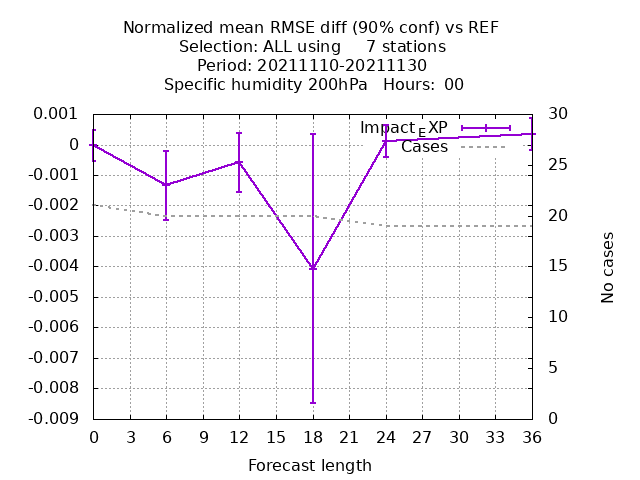 Normalized mean RMSE diff (90% conf) vs REF
Selection: ALL using     7 stations
Period: 20211110-20211130
Specific humidity 200hPa   Hours:  00
0.001
0
-0.001
-0.002
-0.003
-0.004
-0.005
-0.006
-0.007
-0.008
-0.009
Impact_EXP
Cases
30
25
20
15
10
5
0
No cases
0 3 6 9 12 15 18 21 24 27 30 33 36
Forecast length